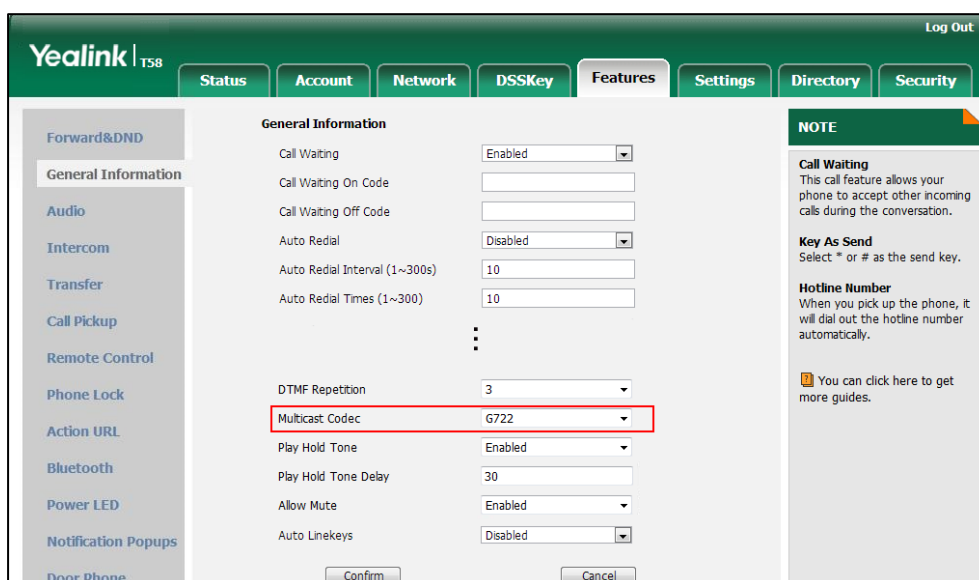 Log Out
Yealink T58
Status Account Network DSSKey Features Settings Directory Security
Forward&DND
General Information
Audio
Intercom
Transfer
Call Pickup
Remote Control
Phone Lock
Action URL
Bluetooth
Power LED
Notification Popups
Door Phone
General Information
Call Waiting Enabled
Call Waiting On Code
Call Waiting Off Code
Auto Redial Disabled
Auto Redial Interval (1~300s) 10
Auto Redial Times (1~300) 10
DTMF Repetition 3
Multicast Codec G722
Play Hold Tone Enabled
Play Hold Tone Delay 30
Allow Mute Enabled
Auto Linekeys Disabled
Confirm Cancel
NOTE
Call Waiting
This call feature allows your
phone to accept other incoming
calls during the conversation.
Key As Send
Select * or # as the send key.
Hotline Number
When you pick up the phone, it
will dial out the hotline number
automatically.
You can click here to get
more guides.